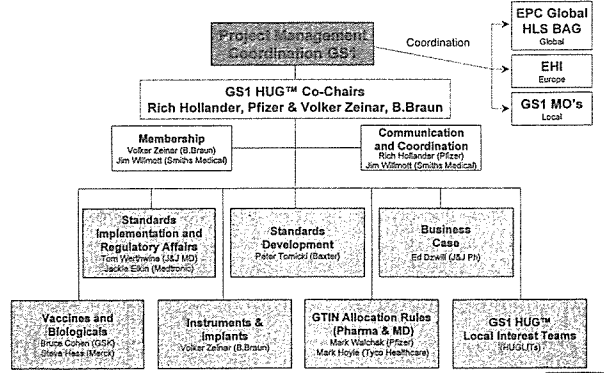 Project Management
Coordination GS1
Coordination
EPC Global
HLS BAG
Global
EHI
Europe
GS1 MO's
Local
GS1 HUG™ Co-Chairs
Rich Hollander, Pfizer & Volker Zeinar, B.Braun
Membership
Volker Zeinar (B.Braun)
Jim Willmott (Smiths Medical)
Communication
and Coordination
Rich Hollander (Pfizer)
Jim Willmott (Smiths Medical)
Standards
Implementation and
Regulatory Affairs
Tom Werthwine (J&J MD)
Jackie Elkin (Medtronic)
Standards
Development
Peter Tomicki (Baxter)
Business
Case
Ed Dzwill (J&J Ph)
Vaccines and
Biologicals
Bruce Cohen (GSK)
Steve Hess (Merck)
Instruments &
Implants
Volker Zeinar (B.Braun)
GTIN Allocation Rules
(Pharma & MD)
Mark Walchak (Pfizer)
Mark Hoyle (Tyco Healthcare)
GS1 HUG™
Local Interest Teams
(HUGLITs)